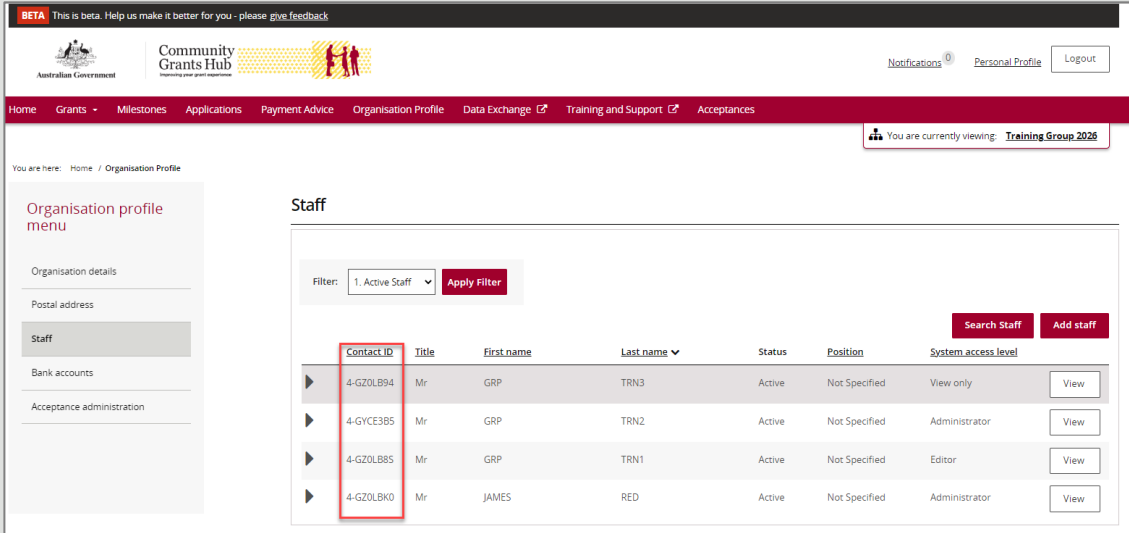 BETA This is beta. Help us make it better for you - please give feedback
Australian Government
Community
Grants Hub
Improving your grant experience
Notifications 0 Personal Profile Logout
Home Grants Milestones Applications Payment Advice Organisation Profile Data Exchange Training and Support Acceptances
You are currently viewing: Training Group 2026
You are here: Home / Organisation Profile
Organisation profile
menu
Organisation details
Postal address
Staff
Bank accounts
Acceptance administration
Staff
Filter: 1. Active Staff Apply Filter
Search Staff Add staff
Contact ID Title First name Last name Status Position System access level
4-GZ0LB94 Mr GRP TRN3 Active Not Specified View only View
4-GYCE3B5 Mr GRP TRN2 Active Not Specified Administrator View
4-GZ0LB8S Mr GRP TRN1 Active Not Specified Editor View
4-GZ0LBK0 Mr JAMES RED Active Not Specified Administrator View